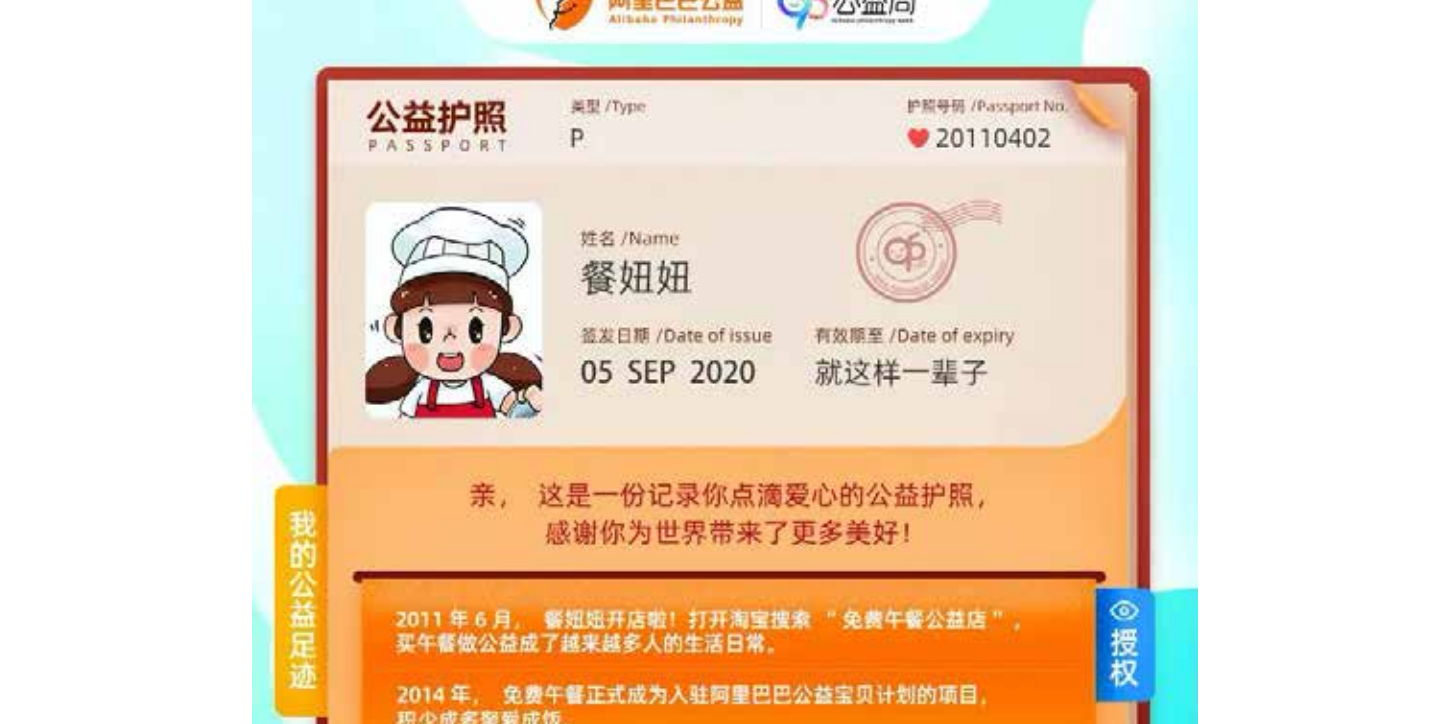 阿里巴巴公益 公益周
Alibaba Philanthropy
公益护照
PASSPORT
类型 /Type
P
护照号码 /Passport No.
20110402
姓名 /Name
餐妞妞
签发日期 /Date of issue
05 SEP 2020
有效期至 /Date of expiry
就这样一辈子
亲， 这是一份记录你点滴爱心的公益护照，
感谢你为世界带来了更多美好！
我的公益足迹
2011 年 6 月， 餐妞妞开店啦！打开淘宝搜索 “ 免费午餐公益店 ” ，
买午餐做公益成了越来越多人的生活日常。
授权
2014 年， 免费午餐正式成为入驻阿里巴巴公益宝贝计划的项目，
积少成多聚爱成饭